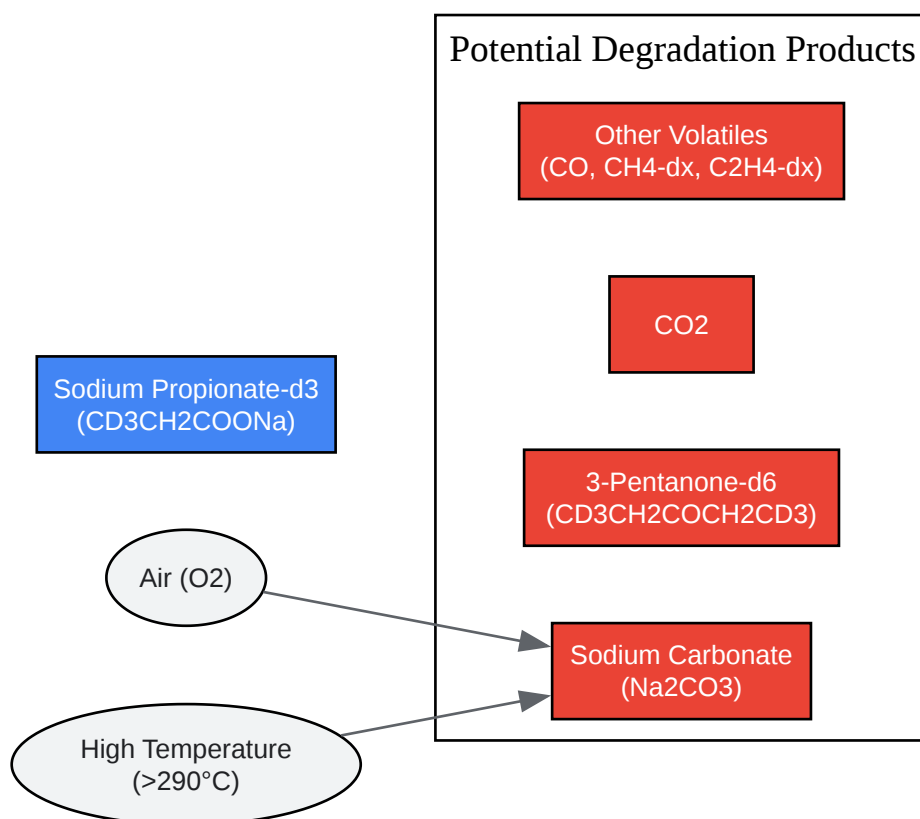 Potential Degradation Products
Other Volatiles
(CO, CH4-dx, C2H4-dx)
CO2
Sodium Propionate-d3
(CD3CH2COONa)
3-Pentanone-d6
(CD3CH2COCH2CD3)
Air (O2)
Sodium Carbonate
(Na2CO3)
High Temperature
(>290°C)